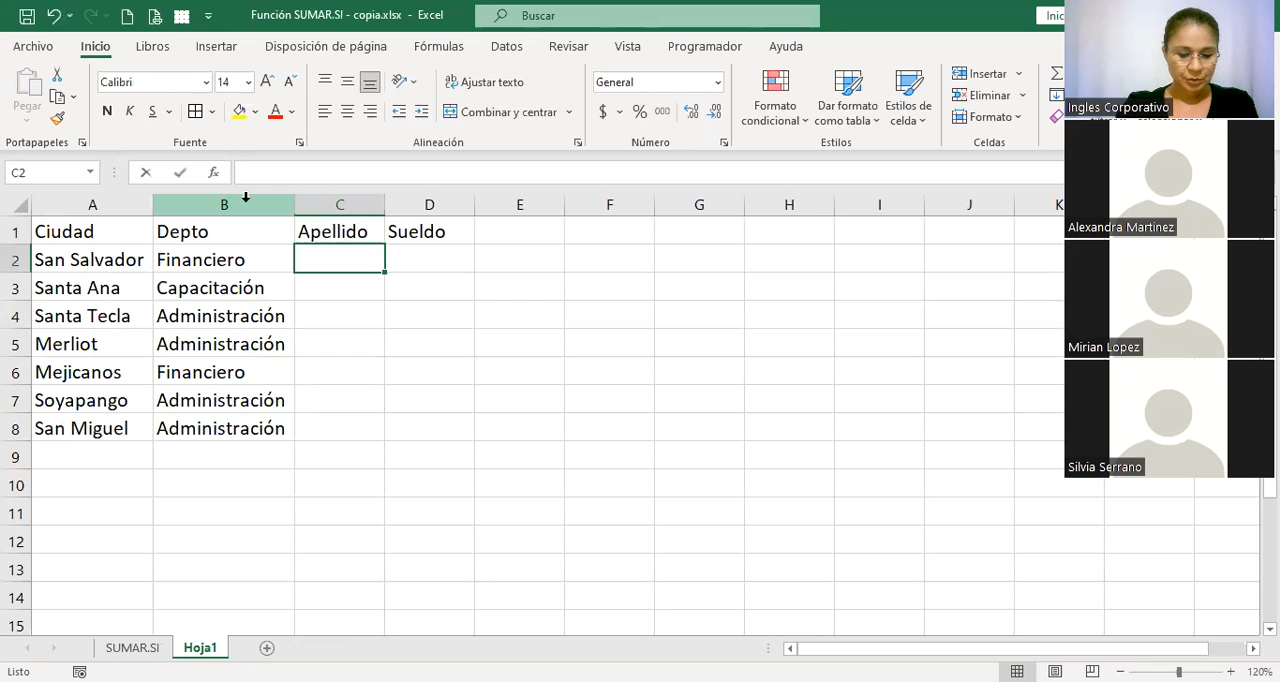 Función SUMAR.SI - copia.xlsx - Excel
Buscar
Inic
Archivo Inicio Libros Insertar Disposición de página Fórmulas Datos Revisar Vista Programador Ayuda
Pegar
Calibri 14
Ajustar texto
General
Insertar
N K S
Combinar y centrar
$ % 000
Formato condicional
Dar formato como tabla
Estilos de celda
Eliminar
Formato
Portapapeles Fuente Alineación Número Estilos Celdas
C2
fx
A B C D E F G H I J K
1 Ciudad Depto Apellido Sueldo
2 San Salvador Financiero
3 Santa Ana Capacitación
4 Santa Tecla Administración
5 Merliot Administración
6 Mejicanos Financiero
7 Soyapango Administración
8 San Miguel Administración
9
10
11
12
13
14
15
SUMAR.SI Hoja1
Listo
120%
Ingles Corporativo
Alexandra Martinez
Mirian Lopez
Silvia Serrano